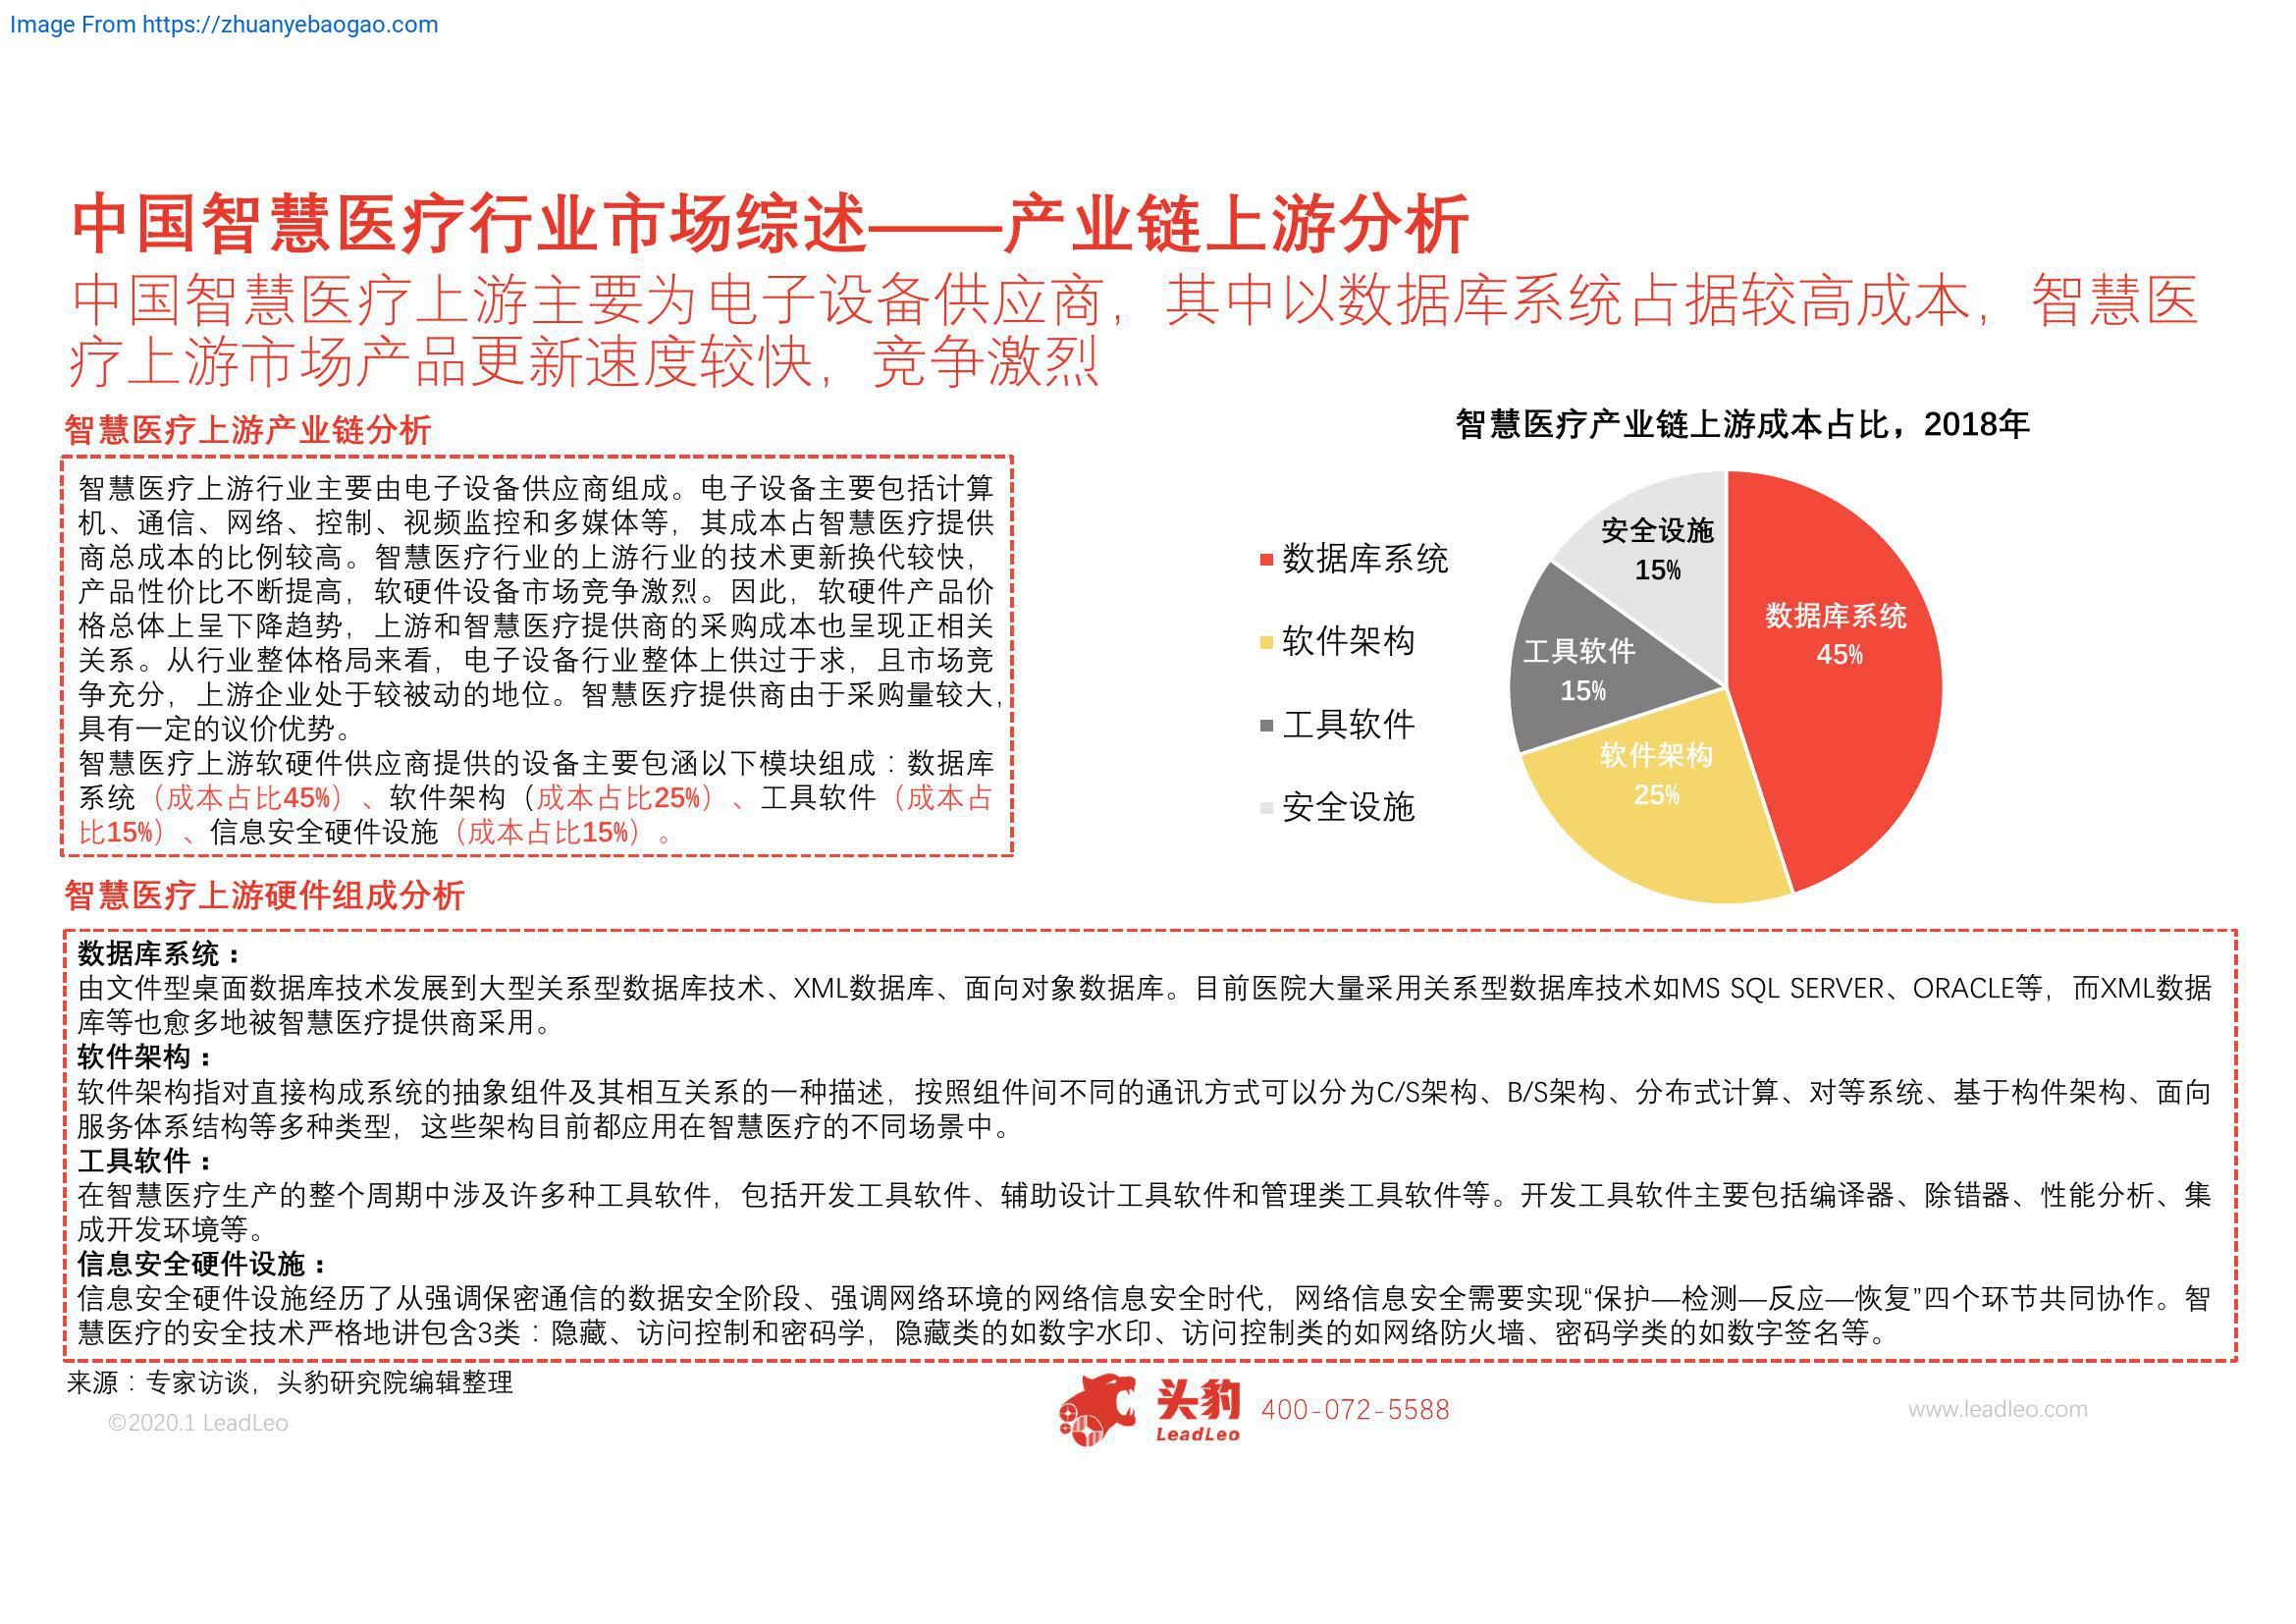 Image From https://zhuanyebaogao.com
中国智慧医疗行业市场综述——产业链上游分析
中国智慧医疗上游主要为电子设备供应商，其中以数据库系统占据较高成本，智慧医
疗上游市场产品更新速度较快，竞争激烈
智慧医疗上游产业链分析
智慧医疗上游行业主要由电子设备供应商组成。电子设备主要包括计算
机、通信、网络、控制、视频监控和多媒体等，其成本占智慧医疗提供
商总成本的比例较高。智慧医疗行业的上游行业的技术更新换代较快，
产品性价比不断提高，软硬件设备市场竞争激烈。因此，软硬件产品价
格总体上呈下降趋势，上游和智慧医疗提供商的采购成本也呈现正相关
关系。从行业整体格局来看，电子设备行业整体上供过于求，且市场竞
争充分，上游企业处于较被动的地位。智慧医疗提供商由于采购量较大，
具有一定的议价优势。
智慧医疗上游软硬件供应商提供的设备主要包涵以下模块组成：数据库
系统（成本占比45%）、软件架构（成本占比25%）、工具软件（成本占
比15%）、信息安全硬件设施（成本占比15%）。
智慧医疗产业链上游成本占比，2018年
数据库系统
软件架构
工具软件
安全设施
安全设施
15%
数据库系统
45%
工具软件
15%
软件架构
25%
智慧医疗上游硬件组成分析
数据库系统：
由文件型桌面数据库技术发展到大型关系型数据库技术、XML数据库、面向对象数据库。目前医院大量采用关系型数据库技术如MS SQL SERVER、ORACLE等，而XML数据
库等也愈多地被智慧医疗提供商采用。
软件架构：
软件架构指对直接构成系统的抽象组件及其相互关系的一种描述，按照组件间不同的通讯方式可以分为C/S架构、B/S架构、分布式计算、对等系统、基于构件架构、面向
服务体系结构等多种类型，这些架构目前都应用在智慧医疗的不同场景中。
工具软件：
在智慧医疗生产的整个周期中涉及许多种工具软件，包括开发工具软件、辅助设计工具软件和管理类工具软件等。开发工具软件主要包括编译器、除错器、性能分析、集
成开发环境等。
信息安全硬件设施：
信息安全硬件设施经历了从强调保密通信的数据安全阶段、强调网络环境的网络信息安全时代，网络信息安全需要实现“保护—检测—反应—恢复”四个环节共同协作。智
慧医疗的安全技术严格地讲包含3类：隐藏、访问控制和密码学，隐藏类的如数字水印、访问控制类的如网络防火墙、密码学类的如数字签名等。
来源：专家访谈，头豹研究院编辑整理
©2020.1 LeadLeo
头豹
LeadLeo
400-072-5588
www.leadleo.com